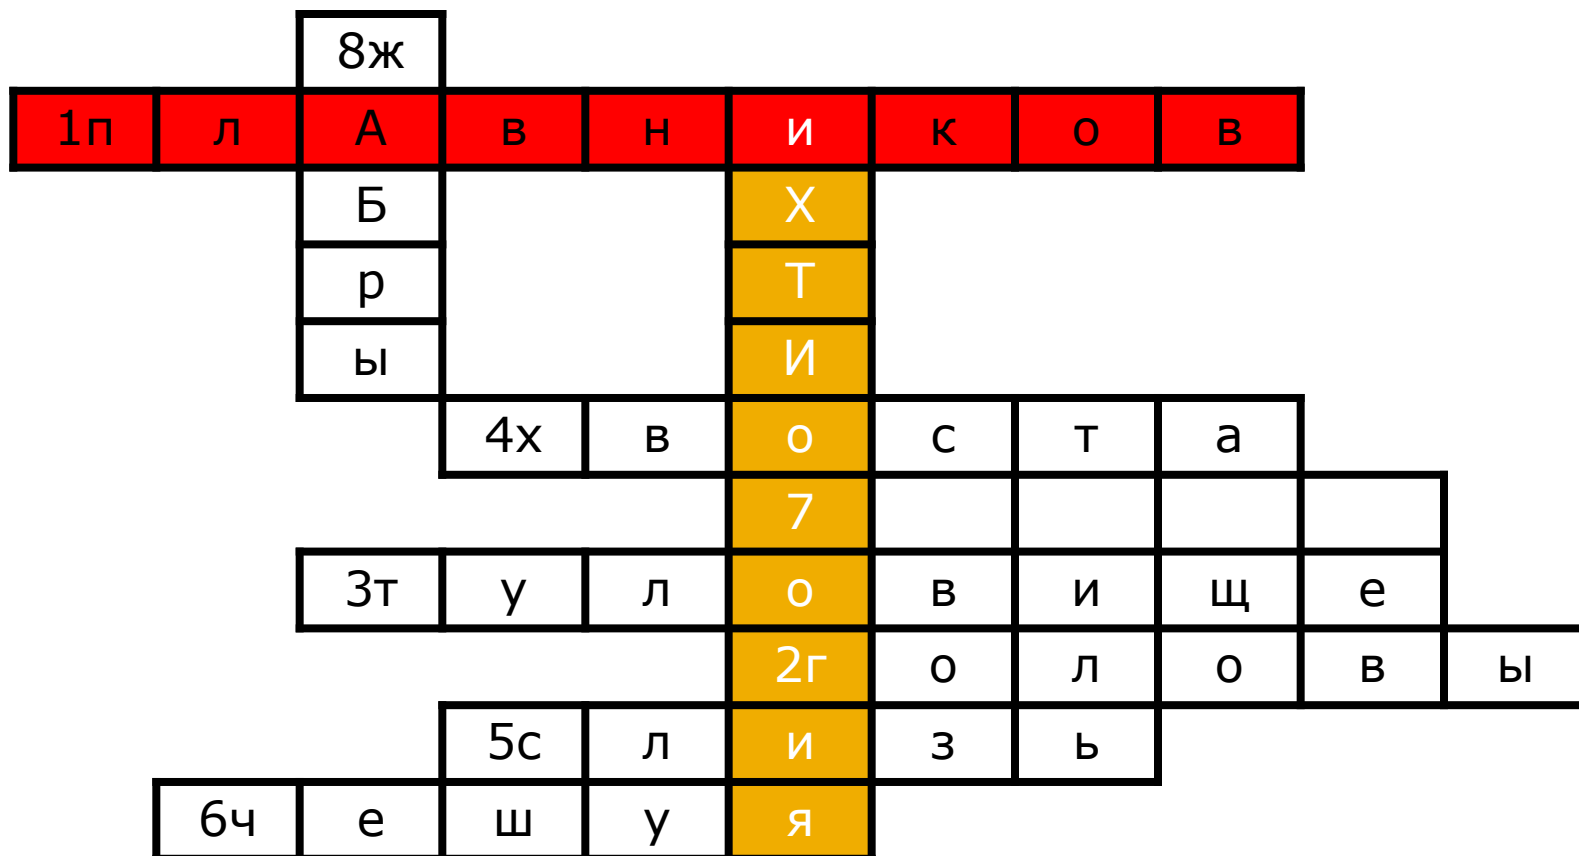 8ж
1п л А в н и к о в
Б Х
р Т
ы И
4х в о с т а
7
3т у л о в и щ е
2г о л о в ы
5с л и з ь
6ч е ш у я